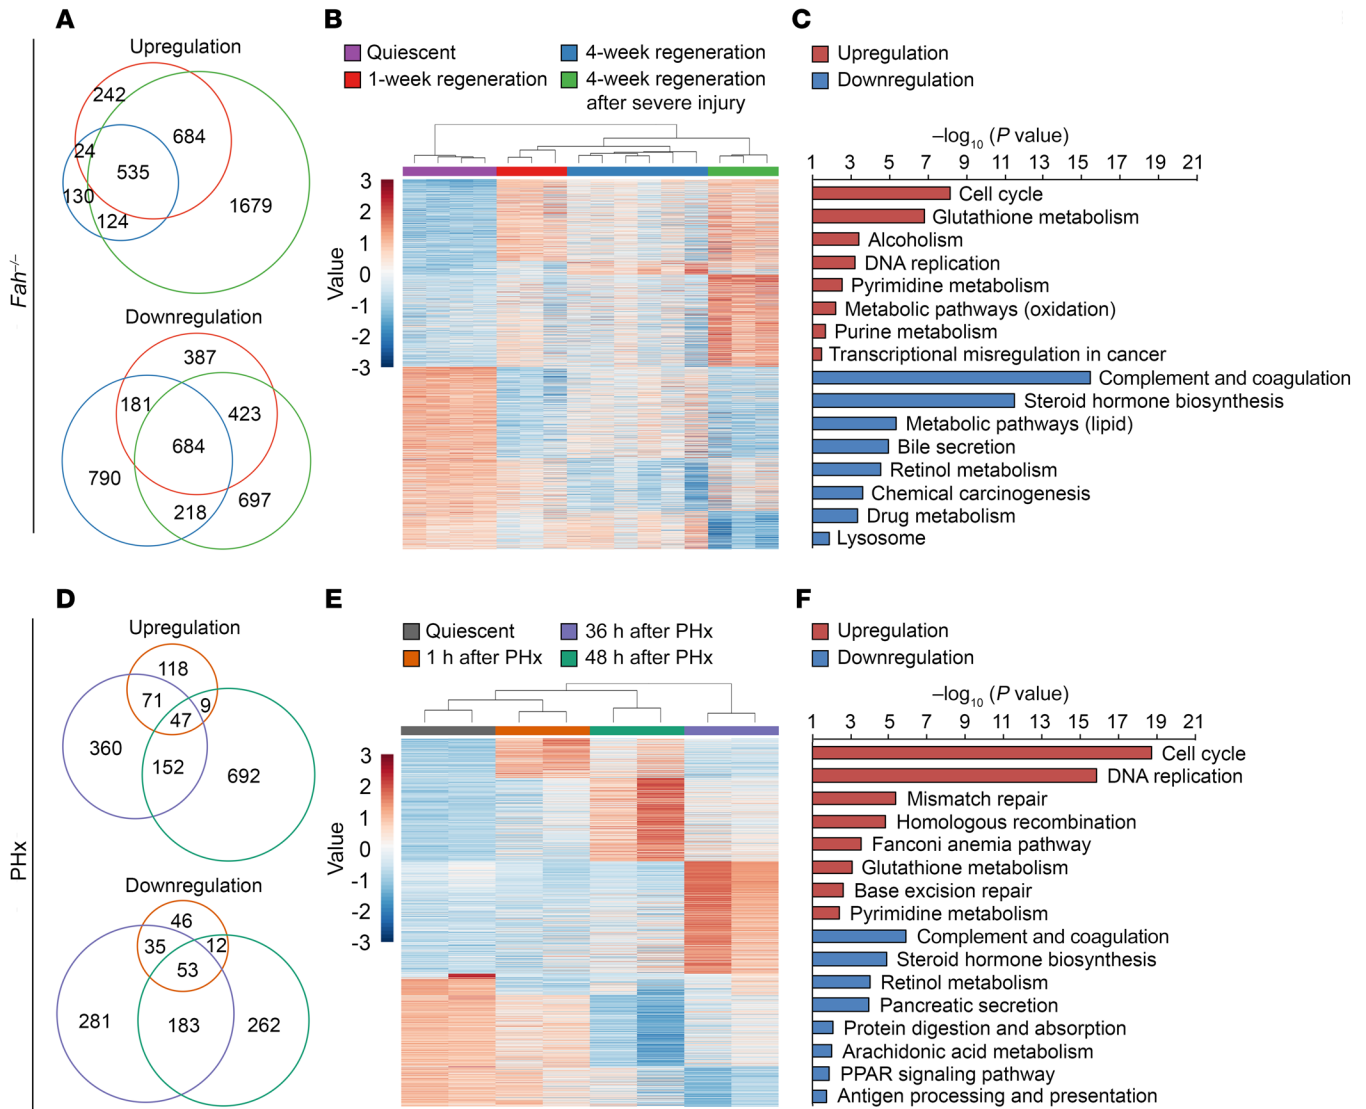 A
Upregulation
242
684
24
535
130
124
1679
Fah–/–
Downregulation
387
181
423
684
790
697
218
B
Quiescent
4-week regeneration
1-week regeneration
4-week regeneration
after severe injury
3
2
1
0
-1
-2
-3
Value
C
Upregulation
Downregulation
–log10 (P value)
1 3 5 7 9 11 13 15 17 19 21
Cell cycle
Glutathione metabolism
Alcoholism
DNA replication
Pyrimidine metabolism
Metabolic pathways (oxidation)
Purine metabolism
Transcriptional misregulation in cancer
Complement and coagulation
Steroid hormone biosynthesis
Metabolic pathways (lipid)
Bile secretion
Retinol metabolism
Chemical carcinogenesis
Drug metabolism
Lysosome
D
Upregulation
118
71
9
47
360
152
692
PHx
Downregulation
46
35
12
53
281
183
262
E
Quiescent
36 h after PHx
1 h after PHx
48 h after PHx
3
2
1
0
-1
-2
-3
Value
F
Upregulation
Downregulation
–log10 (P value)
1 3 5 7 9 11 13 15 17 19 21
Cell cycle
DNA replication
Mismatch repair
Homologous recombination
Fanconi anemia pathway
Glutathione metabolism
Base excision repair
Pyrimidine metabolism
Complement and coagulation
Steroid hormone biosynthesis
Retinol metabolism
Pancreatic secretion
Protein digestion and absorption
Arachidonic acid metabolism
PPAR signaling pathway
Antigen processing and presentation